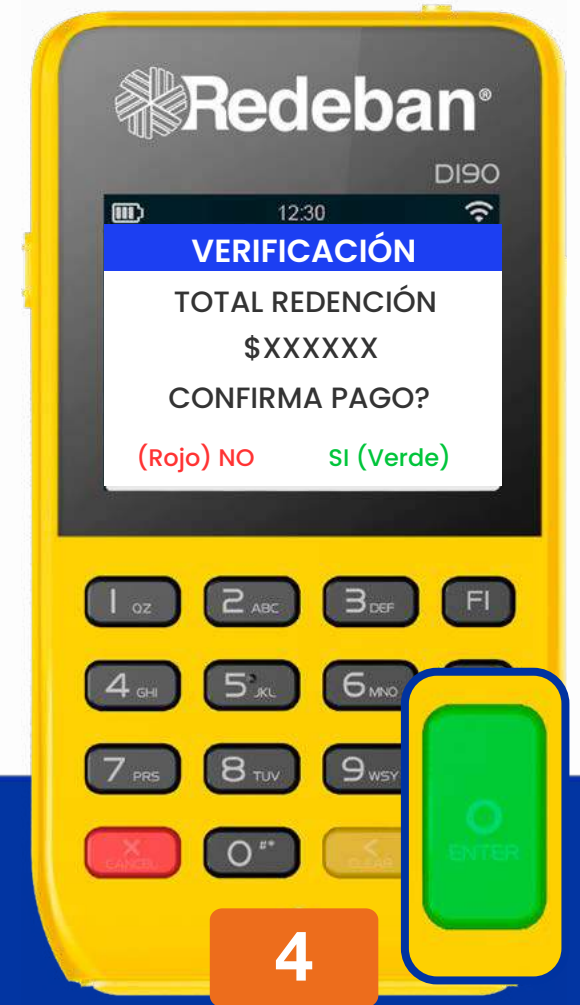 Redeban®
DI90
12:30
VERIFICACIÓN
TOTAL REDENCIÓN
$XXXXXX
CONFIRMA PAGO?
(Rojo) NO SI (Verde)
1 QZ 2 ABC 3 DEF FI
4 GHI 5 JKL 6 MNO
7 PRS 8 TUV 9 WSY
X CANCEL 0 #* < CLEAR O ENTER
4